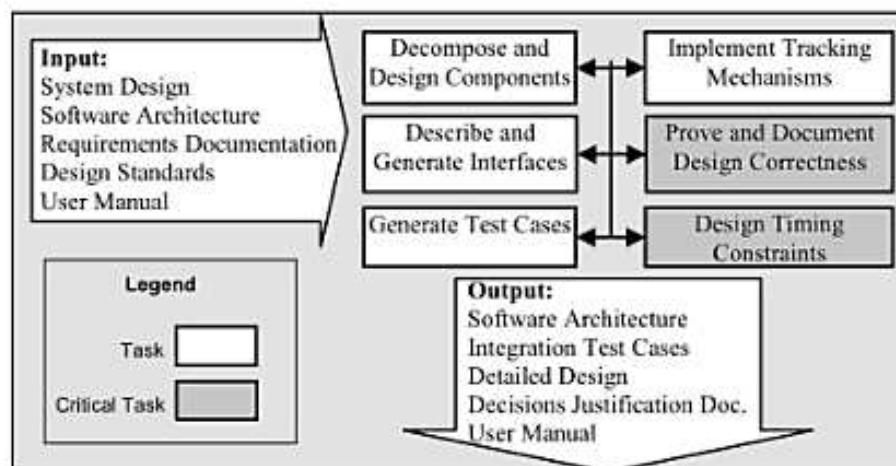 Input:
System Design
Software Architecture
Requirements Documentation
Design Standards
User Manual
Decompose and
Design Components
Implement Tracking
Mechanisms
Describe and
Generate Interfaces
Prove and Document
Design Correctness
Generate Test Cases
Design Timing
Constraints
Legend
Task
Critical Task
Output:
Software Architecture
Integration Test Cases
Detailed Design
Decisions Justification Doc.
User Manual